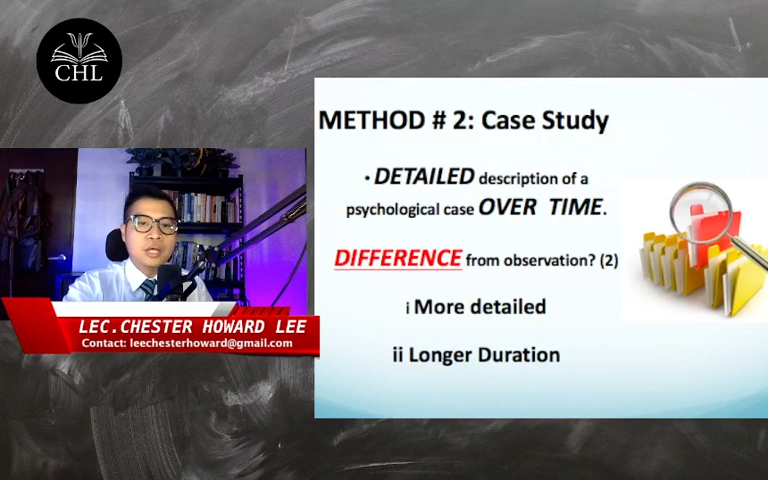 CHL
METHOD # 2: Case Study
• DETAILED description of a
psychological case OVER TIME.
DIFFERENCE from observation? (2)
i More detailed
ii Longer Duration
LEC.CHESTER HOWARD LEE
Contact: leechesterhoward@gmail.com